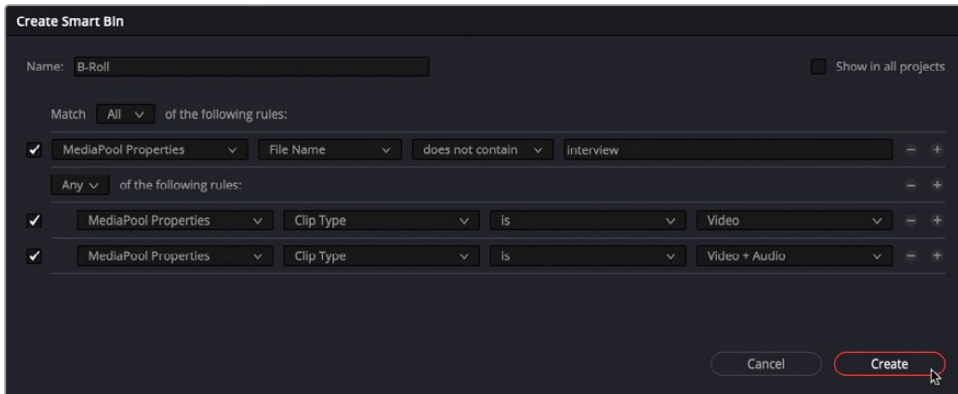 Create Smart Bin
Name: B-Roll Show in all projects
Match All of the following rules:
MediaPool Properties File Name does not contain interview
Any of the following rules:
MediaPool Properties Clip Type is Video
MediaPool Properties Clip Type is Video + Audio
Cancel Create